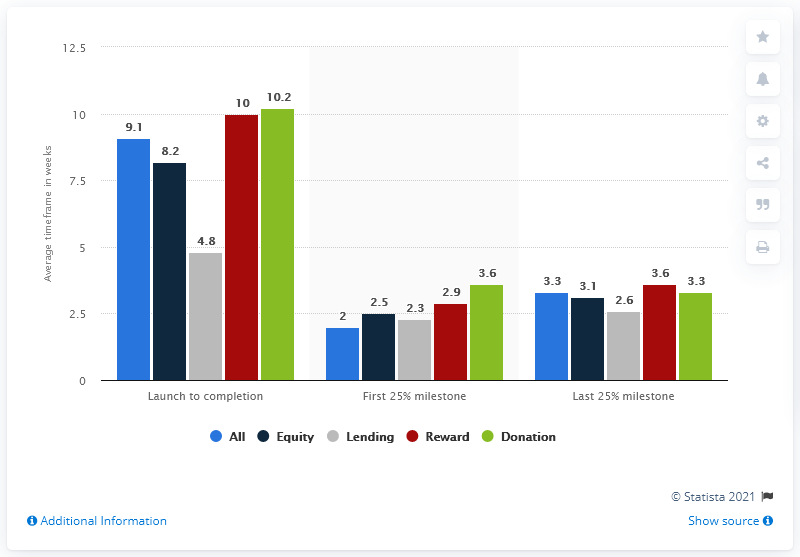 12.5
10
7.5
5
2.5
0
Average timeframe in weeks
9.1
8.2
4.8
10
10.2
2
2.5
2.3
2.9
3.6
3.3
3.1
2.6
3.6
3.3
Launch to completion
First 25% milestone
Last 25% milestone
All Equity Lending Reward Donation
© Statista 2021
Additional Information
Show source